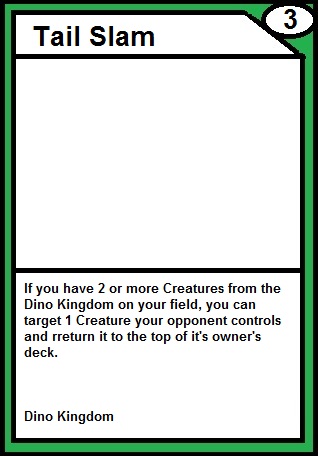 Tail Slam
3
If you have 2 or more Creatures from the
Dino Kingdom on your field, you can
target 1 Creature your opponent controls
and rreturn it to the top of it's owner's
deck.
Dino Kingdom